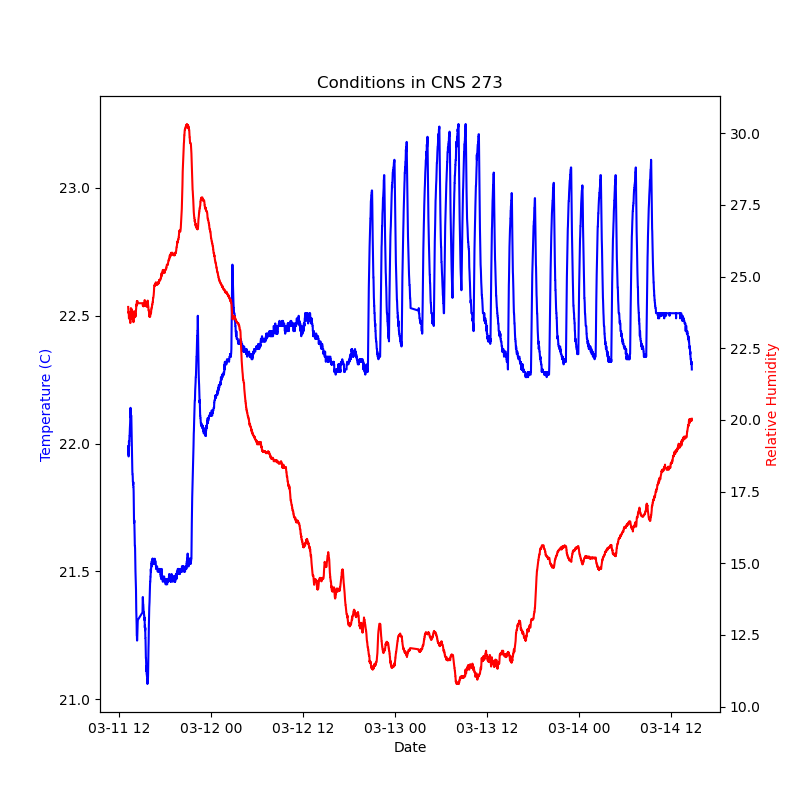 Conditions in CNS 273
Temperature (C)
23.0
22.5
22.0
21.5
21.0
30.0
27.5
25.0
22.5
20.0
17.5
15.0
12.5
10.0
Relative Humidity
03-11 12 03-12 00 03-12 12 03-13 00 03-13 12 03-14 00 03-14 12
Date